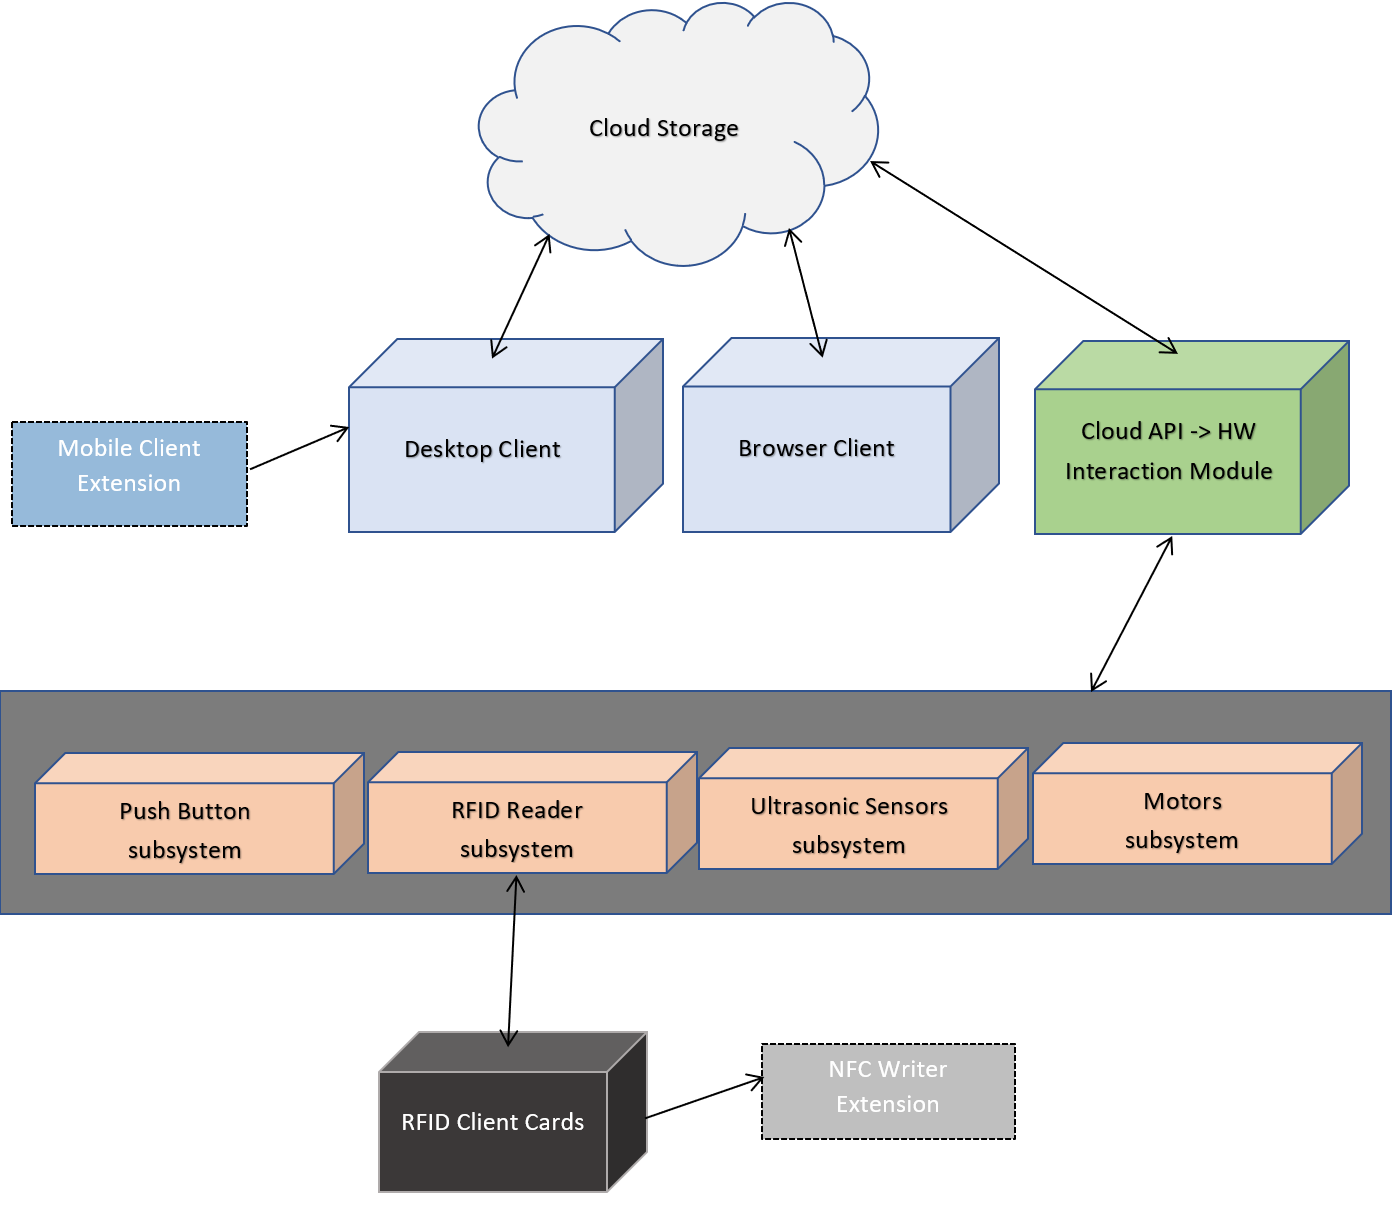 Cloud Storage
Mobile Client
Extension
Desktop Client
Browser Client
Cloud API -> HW
Interaction Module
Push Button
subsystem
RFID Reader
subsystem
Ultrasonic Sensors
subsystem
Motors
subsystem
RFID Client Cards
NFC Writer
Extension